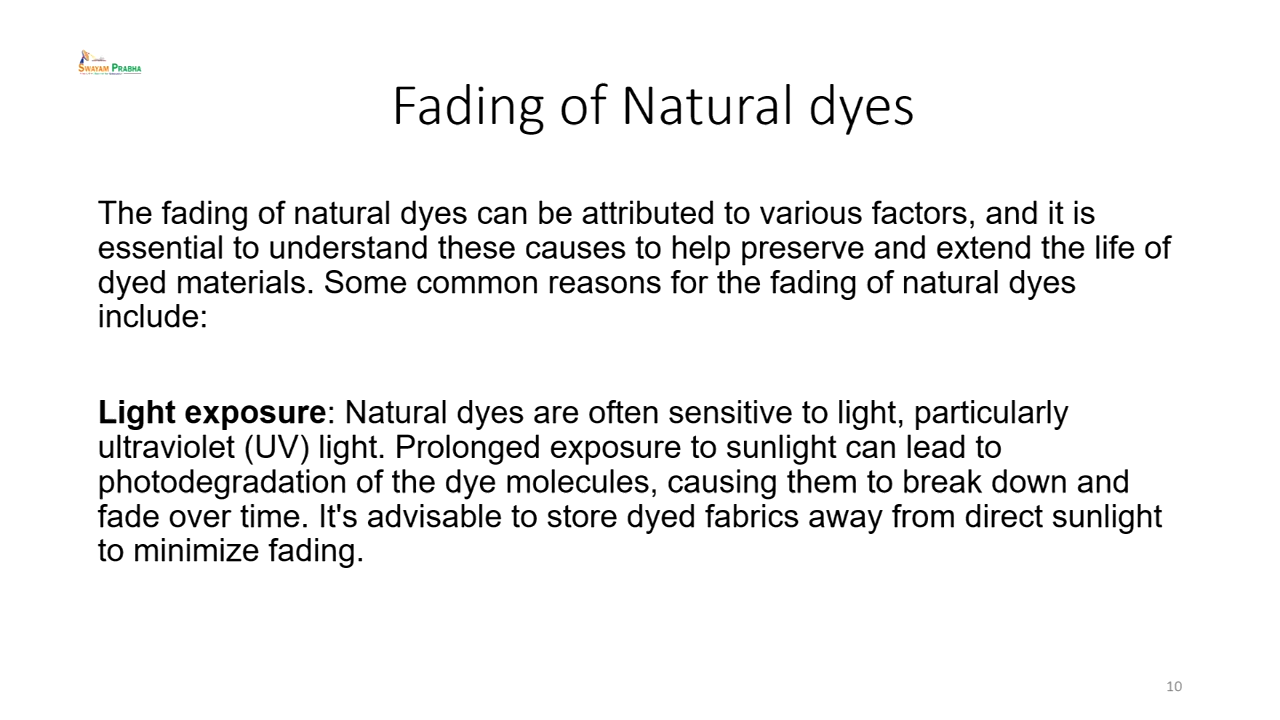 SWAYAM PRABHA
Fading of Natural dyes
The fading of natural dyes can be attributed to various factors, and it is
essential to understand these causes to help preserve and extend the life of
dyed materials. Some common reasons for the fading of natural dyes
include:
Light exposure: Natural dyes are often sensitive to light, particularly
ultraviolet (UV) light. Prolonged exposure to sunlight can lead to
photodegradation of the dye molecules, causing them to break down and
fade over time. It's advisable to store dyed fabrics away from direct sunlight
to minimize fading.
10